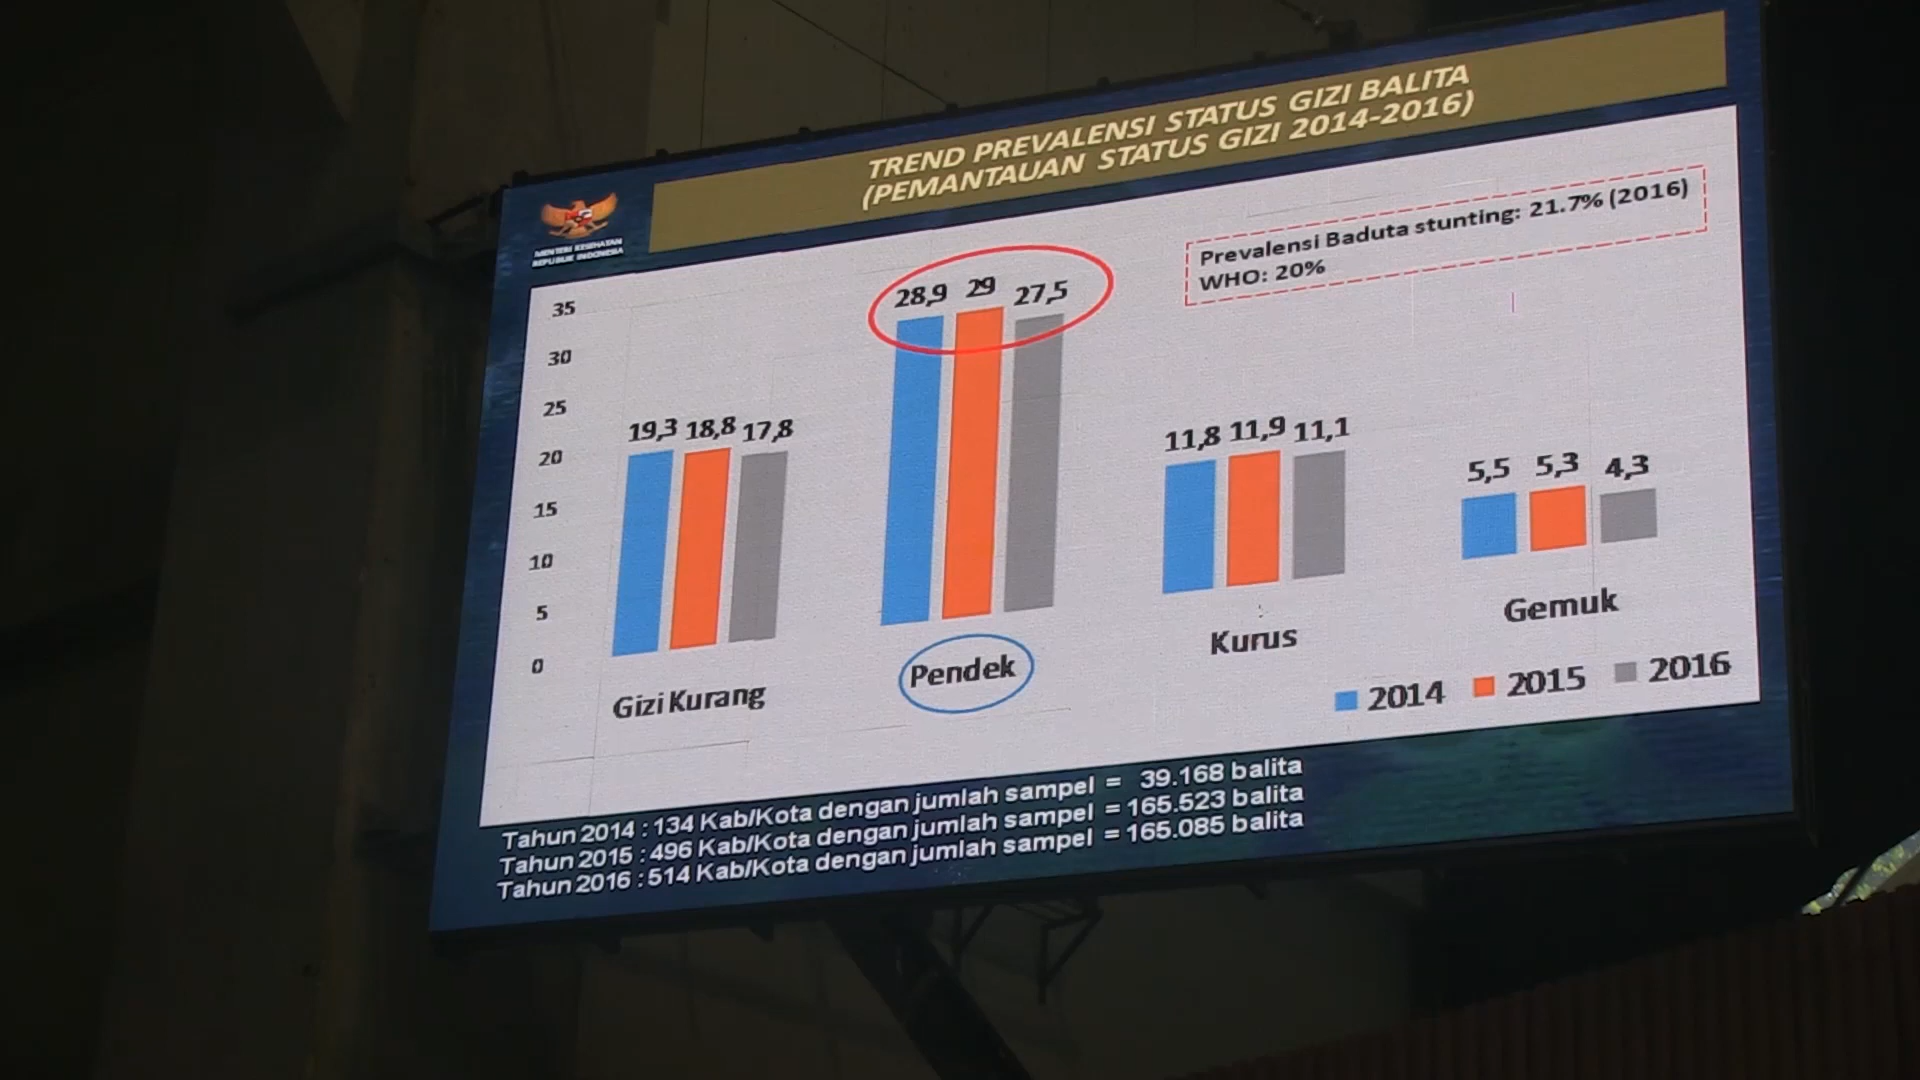 TREND PREVALENSI STATUS GIZI BALITA
(PEMANTAUAN STATUS GIZI 2014-2016)
MENTERI KESEHATAN
REPUBLIK INDONESIA
Prevalensi Baduta stunting: 21.7% (2016)
WHO: 20%
35
30
25
20
15
10
5
0
19,3 18,8 17,8
28,9 29 27,5
11,8 11,9 11,1
5,5 5,3 4,3
Gizi Kurang
Pendek
Kurus
Gemuk
2014 2015 2016
Tahun 2014 : 134 Kab/Kota dengan jumlah sampel = 39.168 balita
Tahun 2015 : 496 Kab/Kota dengan jumlah sampel = 165.523 balita
Tahun 2016 : 514 Kab/Kota dengan jumlah sampel = 165.085 balita